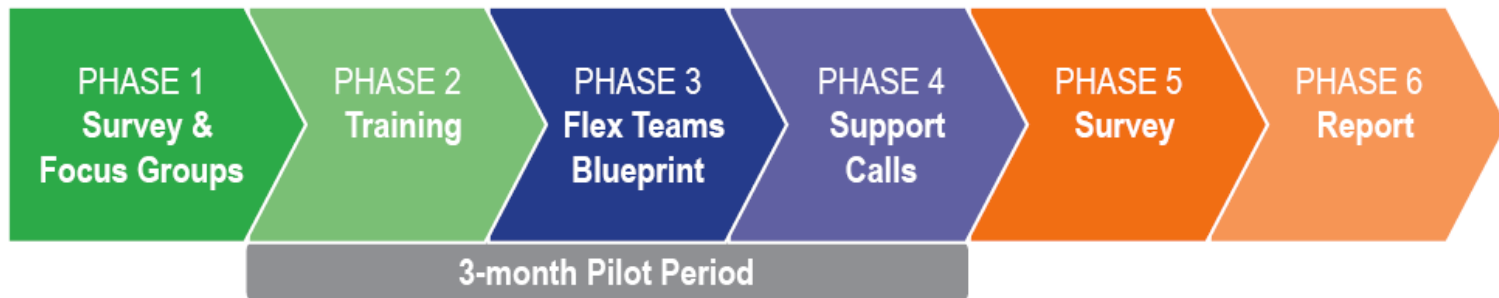 PHASE 1
Survey &
Focus Groups
PHASE 2
Training
PHASE 3
Flex Teams
Blueprint
PHASE 4
Support
Calls
PHASE 5
Survey
PHASE 6
Report
3-month Pilot Period